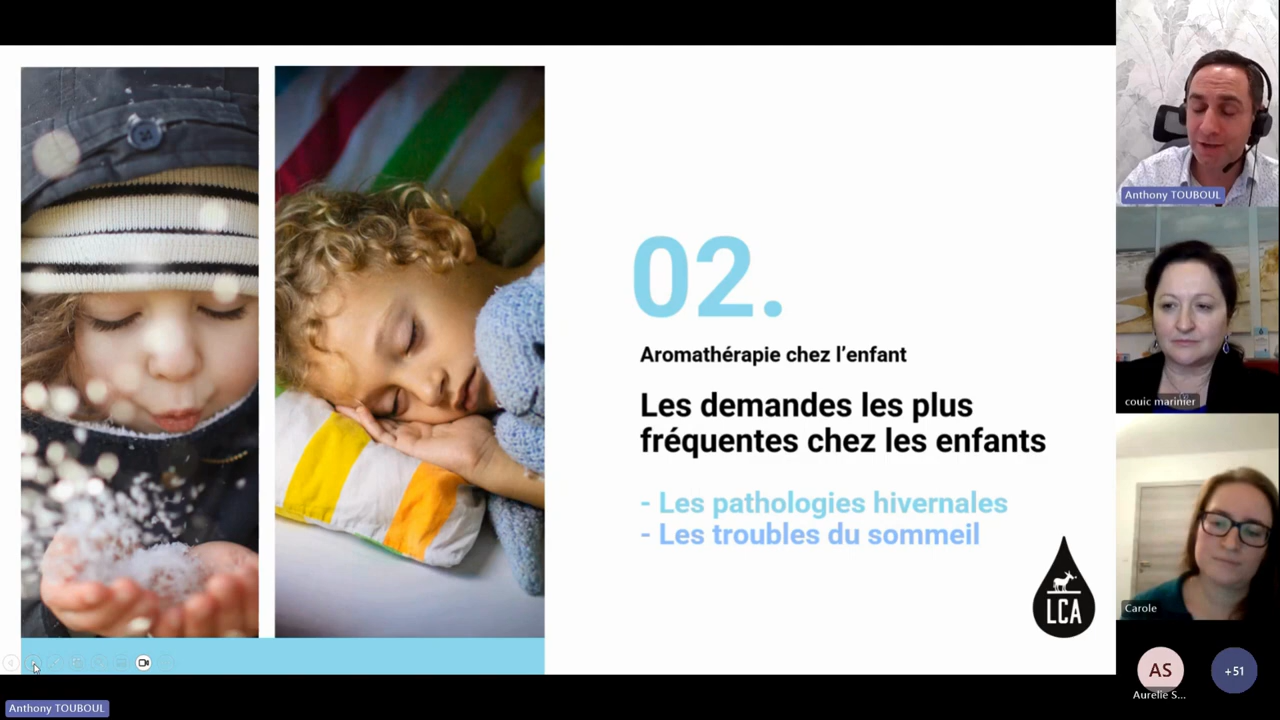 02.
Aromathérapie chez l’enfant
Les demandes les plus
fréquentes chez les enfants
- Les pathologies hivernales
- Les troubles du sommeil
LCA
Anthony TOUBOUL
Anthony TOUBOUL
couic marinier
Carole
AS
Aurelie S...
+51